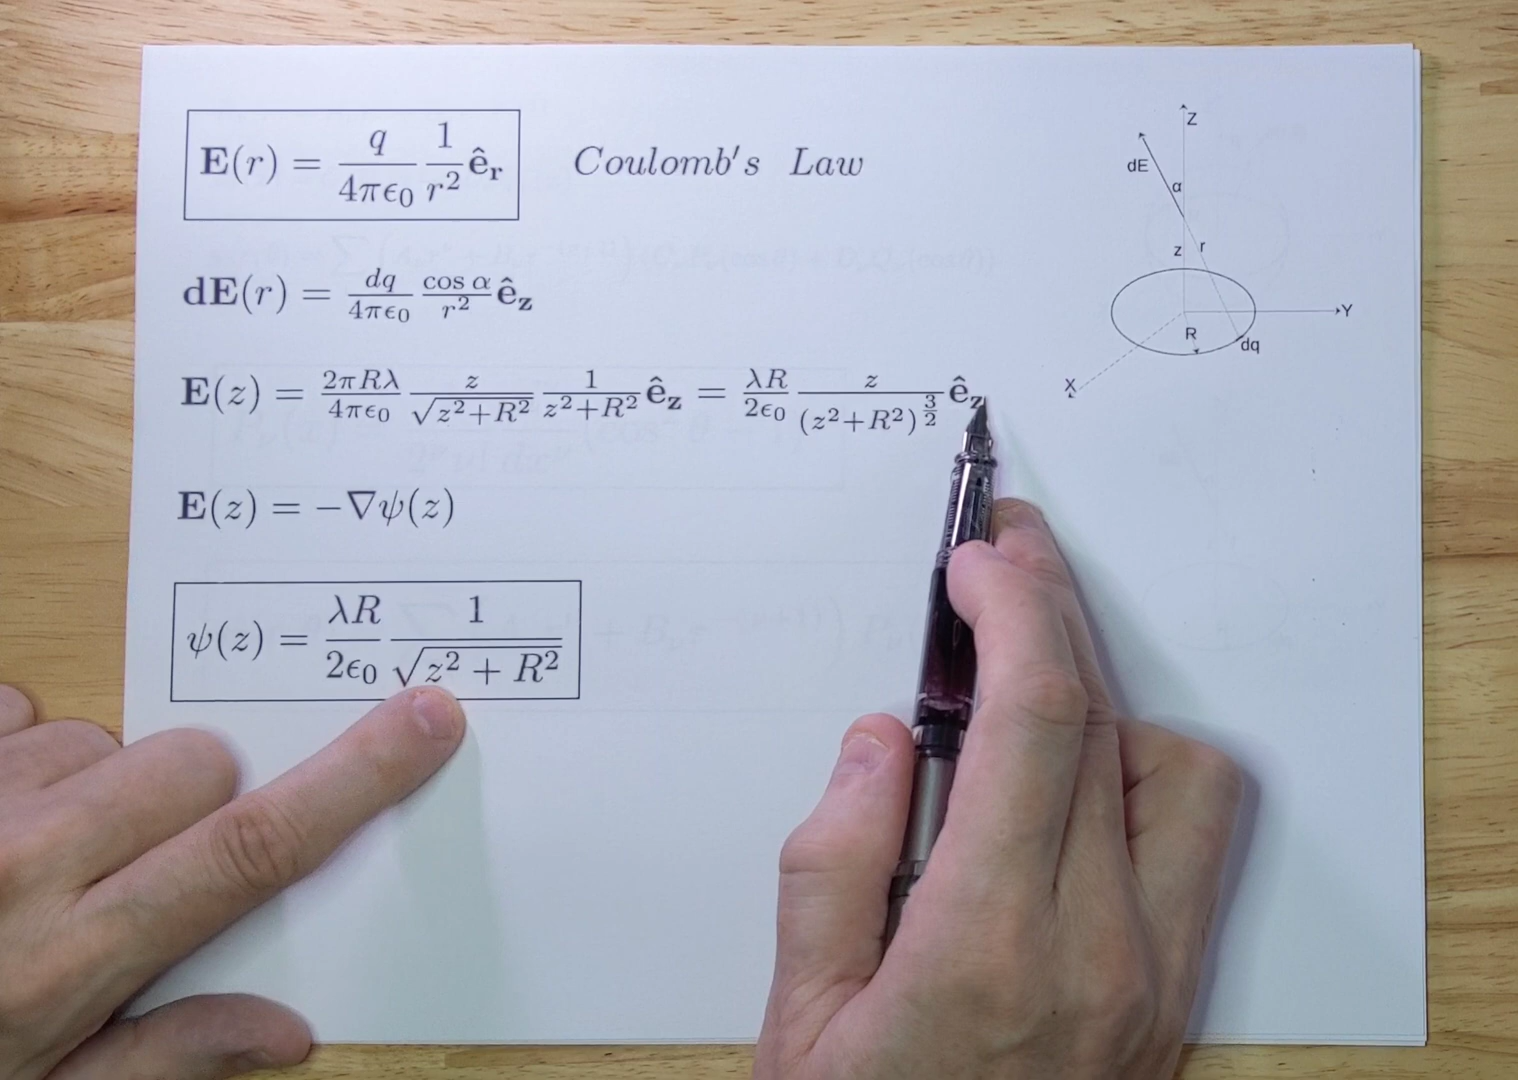 E(r) = q/4πϵ₀ 1/r² ê_r   Coulomb's Law
dE(r) = dq/4πϵ₀ cos α/r² ê_z
E(z) = 2πRλ/4πϵ₀ z/√(z²+R²) 1/(z²+R²) ê_z = λR/2ϵ₀ z/(z²+R²)^(3/2) ê_z
E(z) = −∇ψ(z)
ψ(z) = λR/2ϵ₀ 1/√(z² + R²)
Z
dE
α
z r
Y
R
dq
X